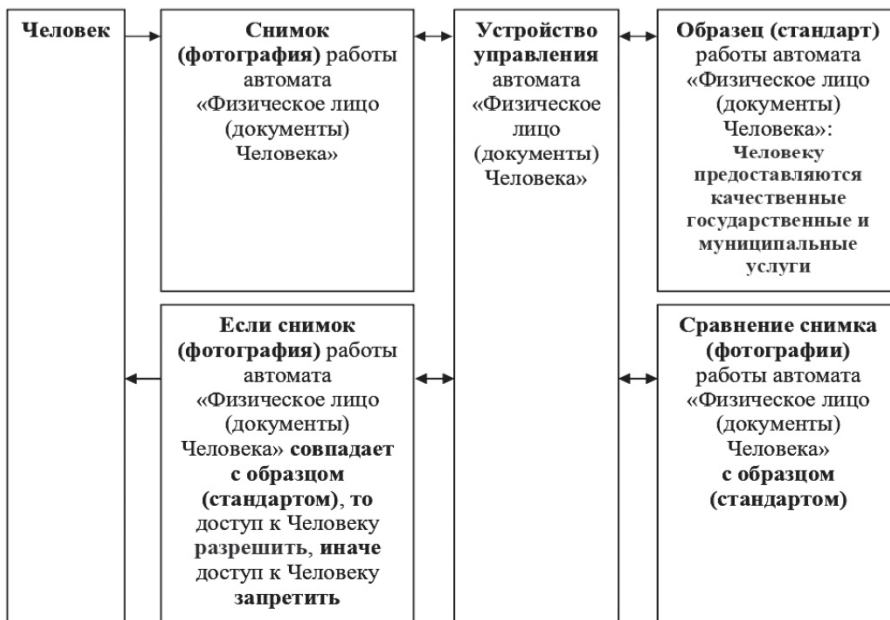 Человек
Снимок
(фотография) работы
автомата
«Физическое лицо
(документы)
Человека»
Устройство
управления
автомата
«Физическое
лицо
(документы)
Человека»
Образец (стандарт)
работы автомата
«Физическое лицо
(документы)
Человека»:
Человеку
предоставляются
качественные
государственные и
муниципальные
услуги
Если снимок
(фотография) работы
автомата
«Физическое лицо
(документы)
Человека» совпадает
с образцом
(стандартом), то
доступ к Человеку
разрешить, иначе
доступ к Человеку
запретить
Сравнение снимка
(фотографии)
работы автомата
«Физическое лицо
(документы)
Человека»
с образцом
(стандартом)